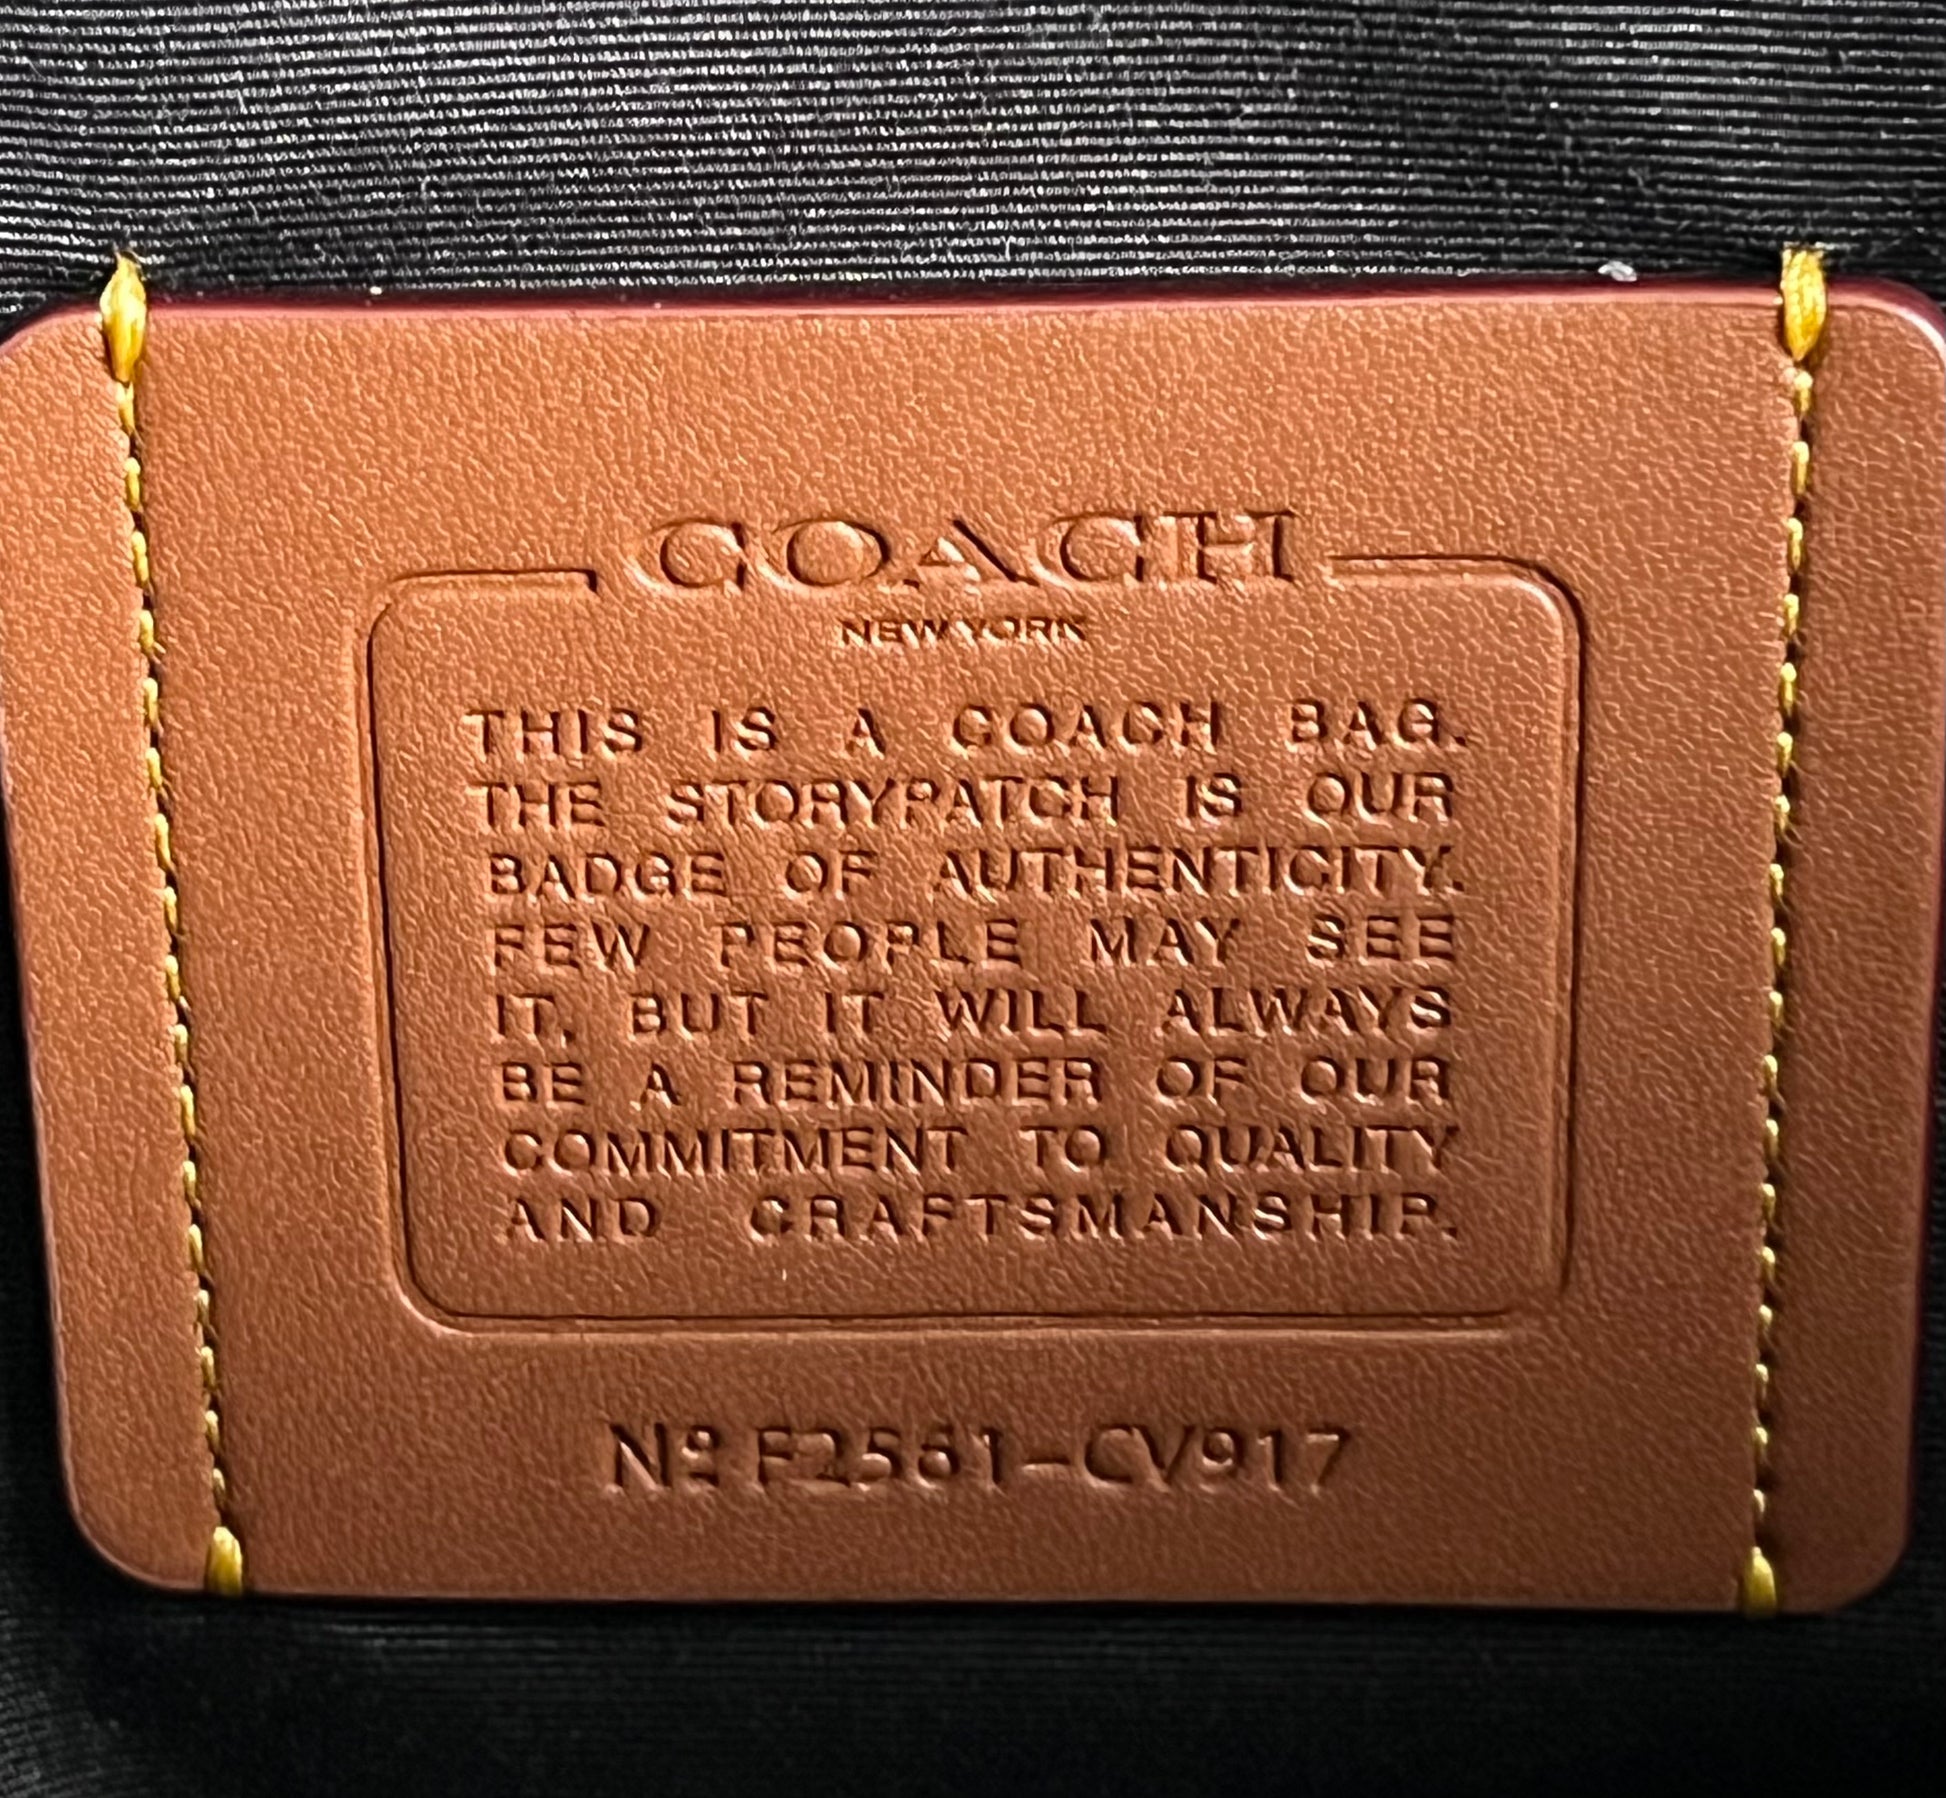 COACH
NEW YORK
THIS IS A COACH BAG.
THE STORYPATCH IS OUR
BADGE OF AUTHENTICITY.
FEW PEOPLE MAY SEE
IT, BUT IT WILL ALWAYS
BE A REMINDER OF OUR
COMMITMENT TO QUALITY
AND CRAFTSMANSHIP.
Nº F2561-CV917